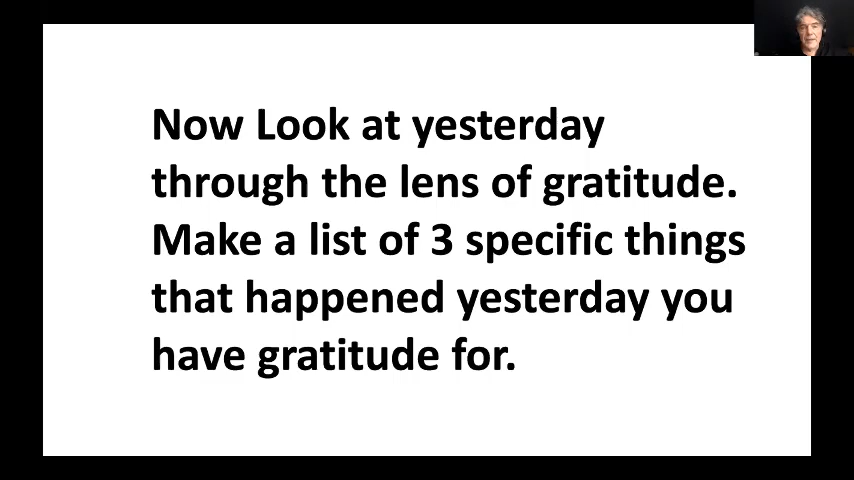 Now Look at yesterday
through the lens of gratitude.
Make a list of 3 specific things
that happened yesterday you
have gratitude for.